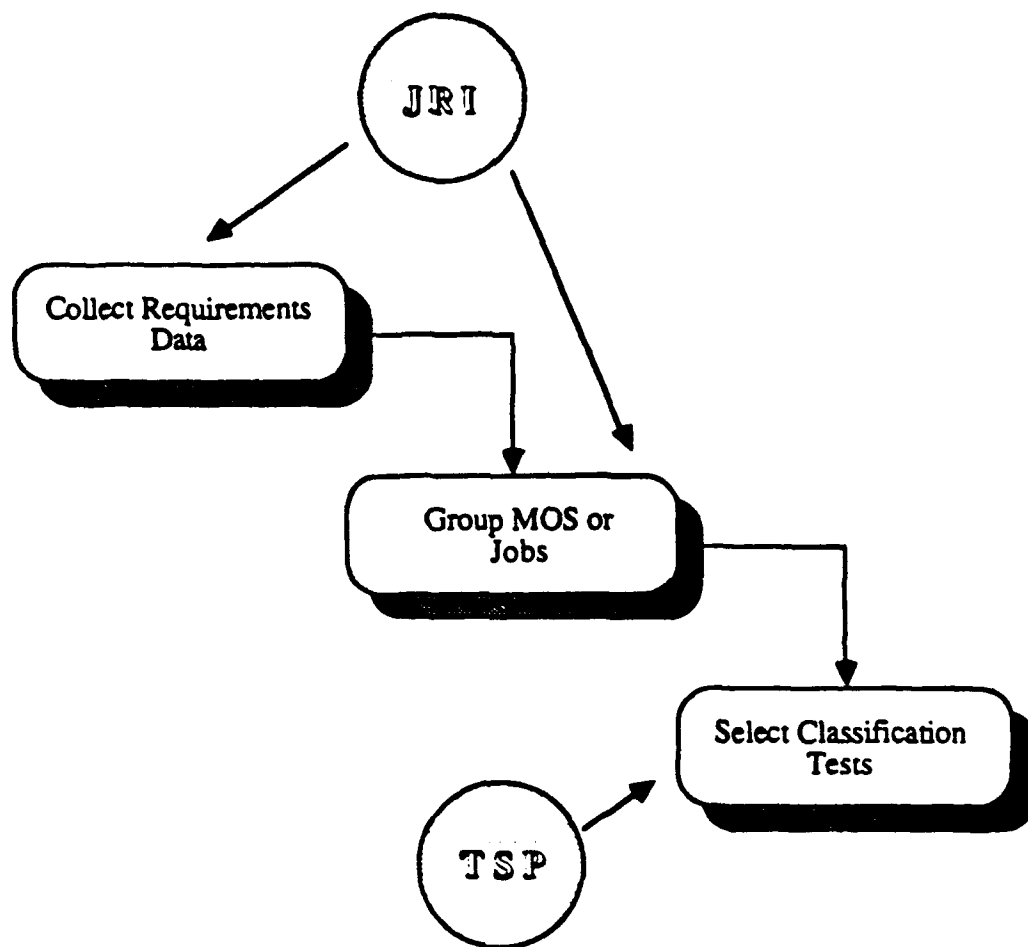 JRI
Collect Requirements
Data
Group MOS or
Jobs
Select Classification
Tests
TSP